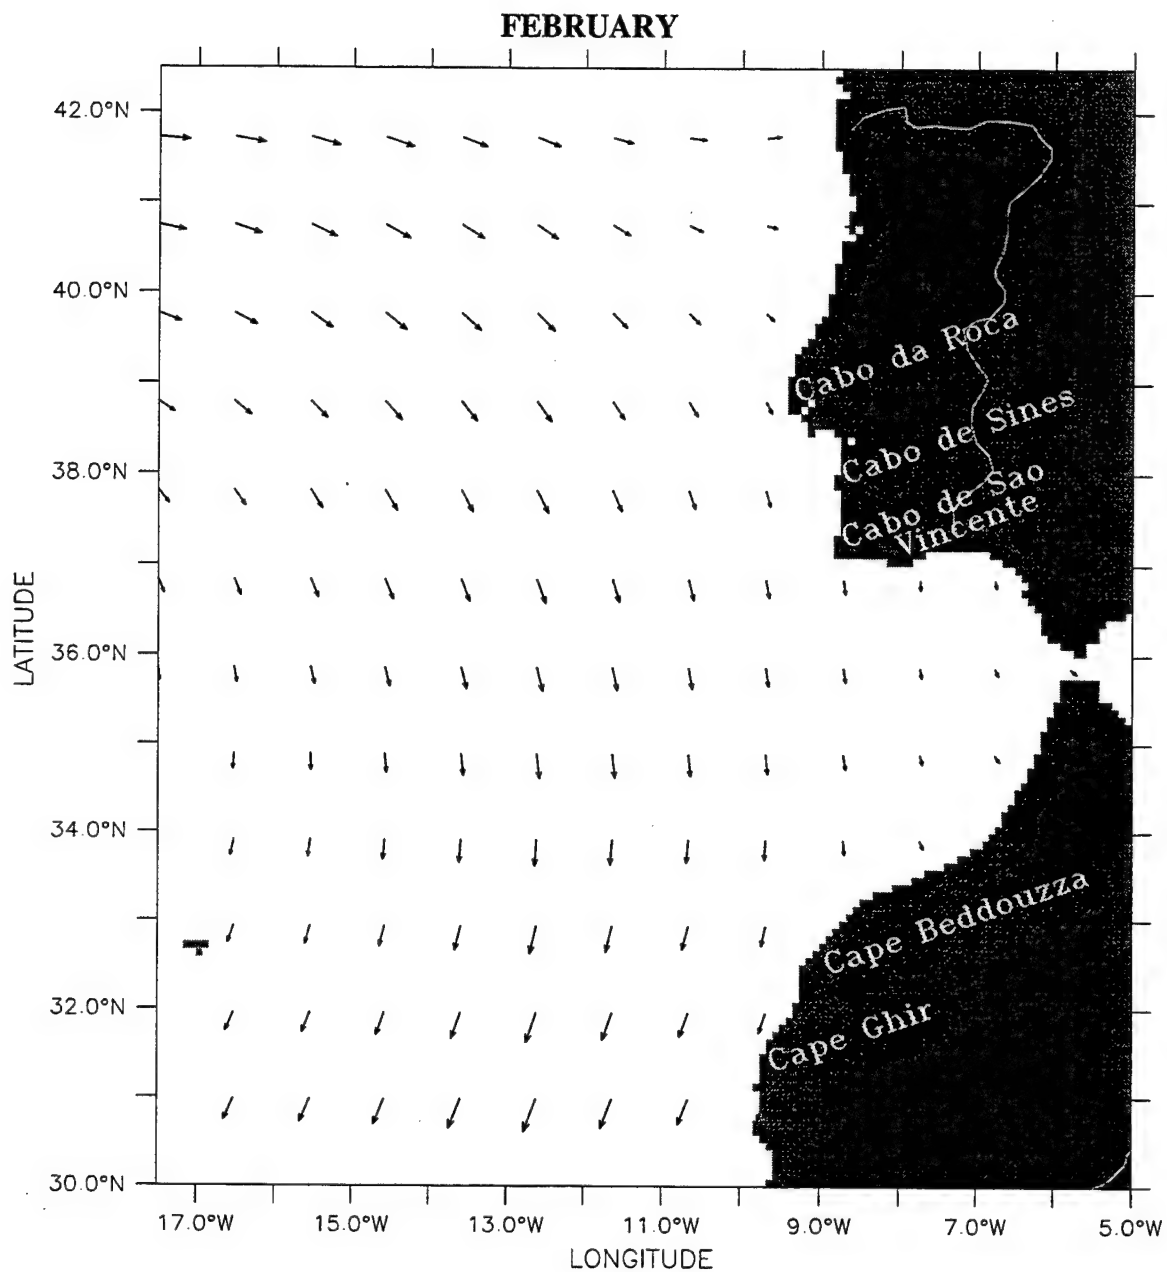 FEBRUARY
42.0°N
40.0°N
Cabo da Roca
Cabo de Sines
38.0°N
Cabo de Sao
Vincente
LATITUDE
36.0°N
34.0°N
Cape Beddouzza
32.0°N
Cape Ghir
30.0°N
17.0°W 15.0°W 13.0°W 11.0°W 9.0°W 7.0°W 5.0°W
LONGITUDE